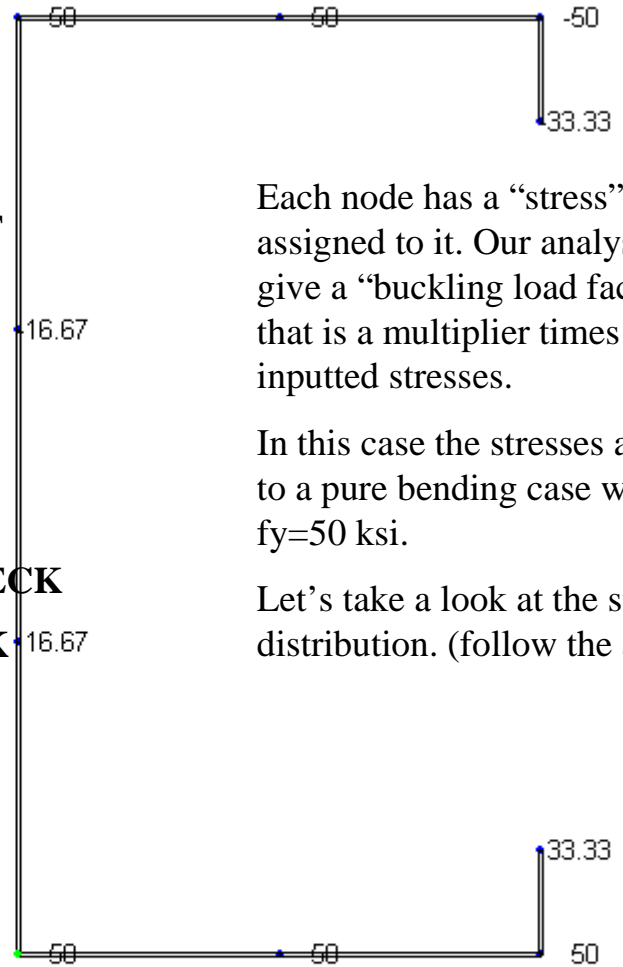 50 50 -50
33.33
Each node has a “stress”
assigned to it. Our analys
give a “buckling load fac
that is a multiplier times
inputted stresses.
16.67
In this case the stresses a
to a pure bending case w
fy=50 ksi.
ECK
Let’s take a look at the s
K 16.67
distribution. (follow the
33.33
50 50 50